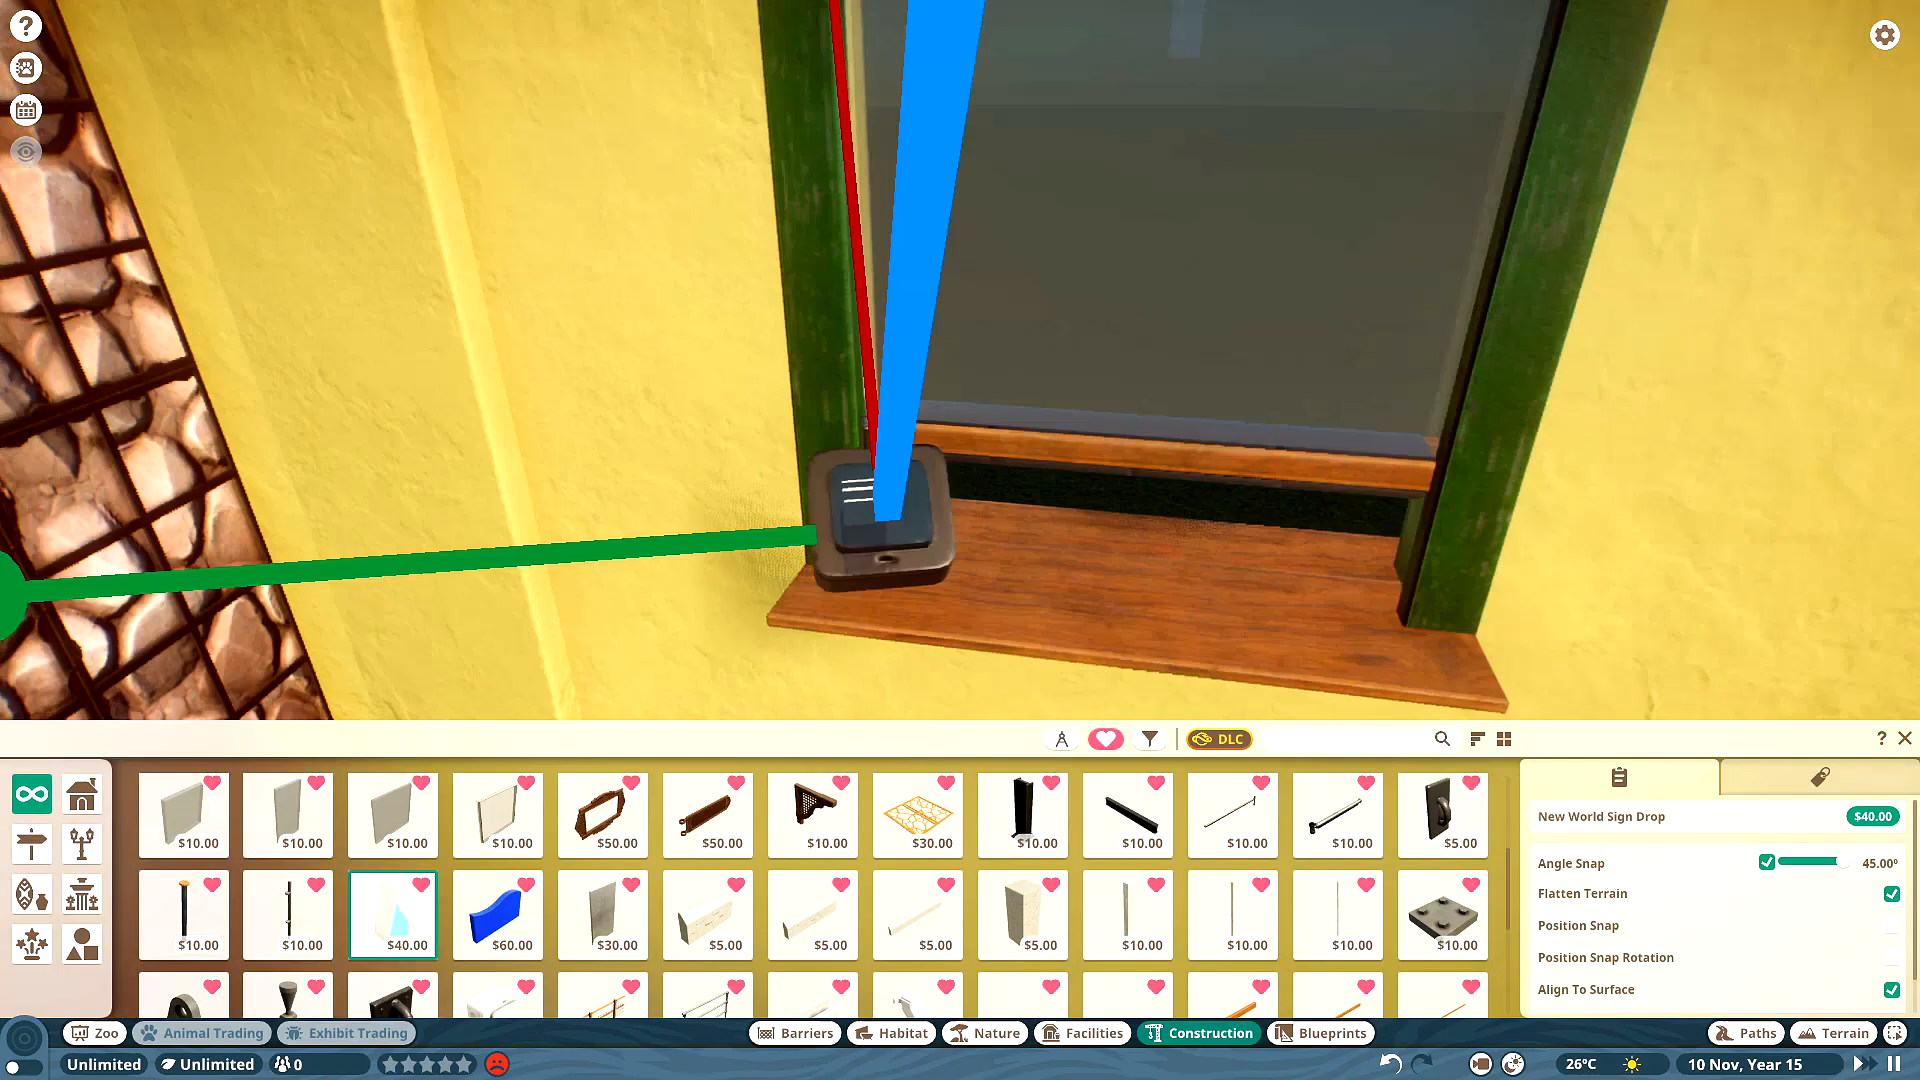 ?
DLC
?
$10.00 $10.00 $10.00 $10.00 $50.00 $50.00 $10.00 $30.00 $10.00 $10.00 $10.00 $10.00 $5.00
$10.00 $10.00 $40.00 $60.00 $30.00 $5.00 $5.00 $5.00 $5.00 $10.00 $10.00 $10.00 $10.00
New World Sign Drop $40.00
Angle Snap 45.00º
Flatten Terrain
Position Snap
Position Snap Rotation
Align To Surface
Zoo Animal Trading Exhibit Trading Barriers Habitat Nature Facilities Construction Blueprints Paths Terrain
Unlimited Unlimited 0 26ºC 10 Nov, Year 15